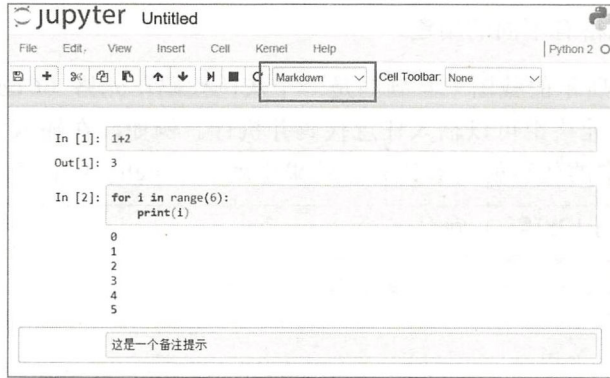 jupyter Untitled
File Edit View Insert Cell Kernel Help Python 2
Markdown Cell Toolbar: None
In [1]: 1+2
Out[1]: 3
In [2]: for i in range(6):
print(i)
0
1
2
3
4
5
这是一个备注提示